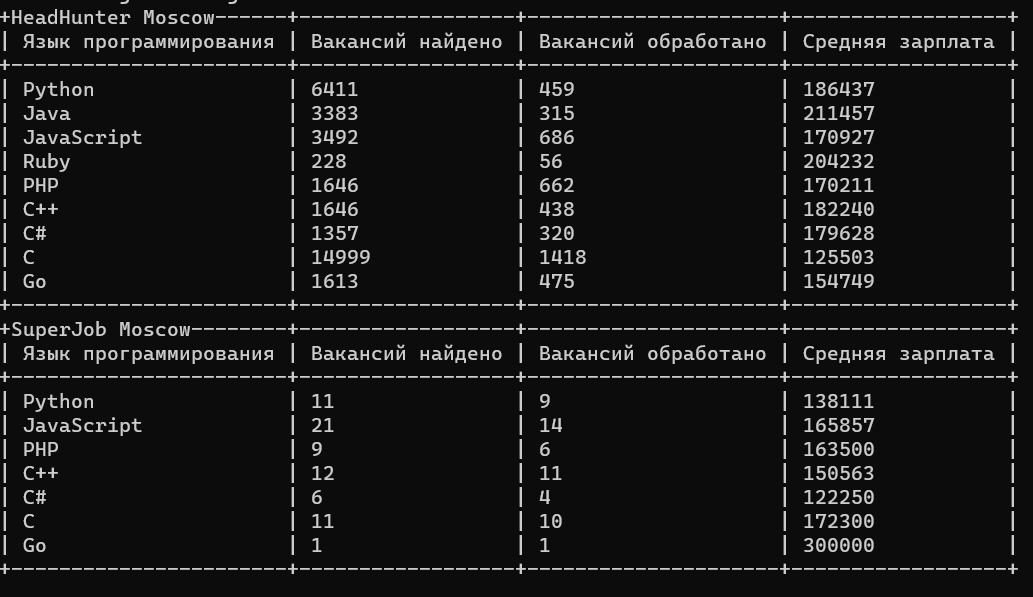 +HeadHunter Moscow------+------------------+---------------------+------------------+
| Язык программирования | Вакансий найдено | Вакансий обработано | Средняя зарплата |
+-----------------------+------------------+---------------------+------------------+
| Python                | 6411             | 459                 | 186437           |
| Java                  | 3383             | 315                 | 211457           |
| JavaScript            | 3492             | 686                 | 170927           |
| Ruby                  | 228              | 56                  | 204232           |
| PHP                   | 1646             | 662                 | 170211           |
| C++                   | 1646             | 438                 | 182240           |
| C#                    | 1357             | 320                 | 179628           |
| C                     | 14999            | 1418                | 125503           |
| Go                    | 1613             | 475                 | 154749           |
+-----------------------+------------------+---------------------+------------------+
+SuperJob Moscow--------+------------------+---------------------+------------------+
| Язык программирования | Вакансий найдено | Вакансий обработано | Средняя зарплата |
+-----------------------+------------------+---------------------+------------------+
| Python                | 11               | 9                   | 138111           |
| JavaScript            | 21               | 14                  | 165857           |
| PHP                   | 9                | 6                   | 163500           |
| C++                   | 12               | 11                  | 150563           |
| C#                    | 6                | 4                   | 122250           |
| C                     | 11               | 10                  | 172300           |
| Go                    | 1                | 1                   | 300000           |
+-----------------------+------------------+---------------------+------------------+